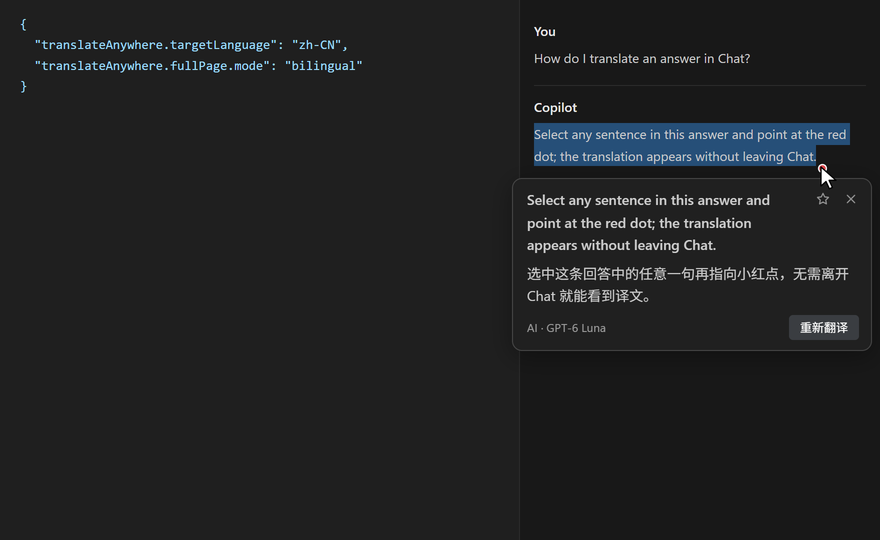 {
  "translateAnywhere.targetLanguage": "zh-CN",
  "translateAnywhere.fullPage.mode": "bilingual"
}
You
How do I translate an answer in Chat?
Copilot
Select any sentence in this answer and point at the red
dot; the translation appears without leaving Chat.
Select any sentence in this answer and
point at the red dot; the translation
appears without leaving Chat.
选中这条回答中的任意一句再指向小红点，无需离开
Chat 就能看到译文。
AI · GPT-6 Luna
重新翻译